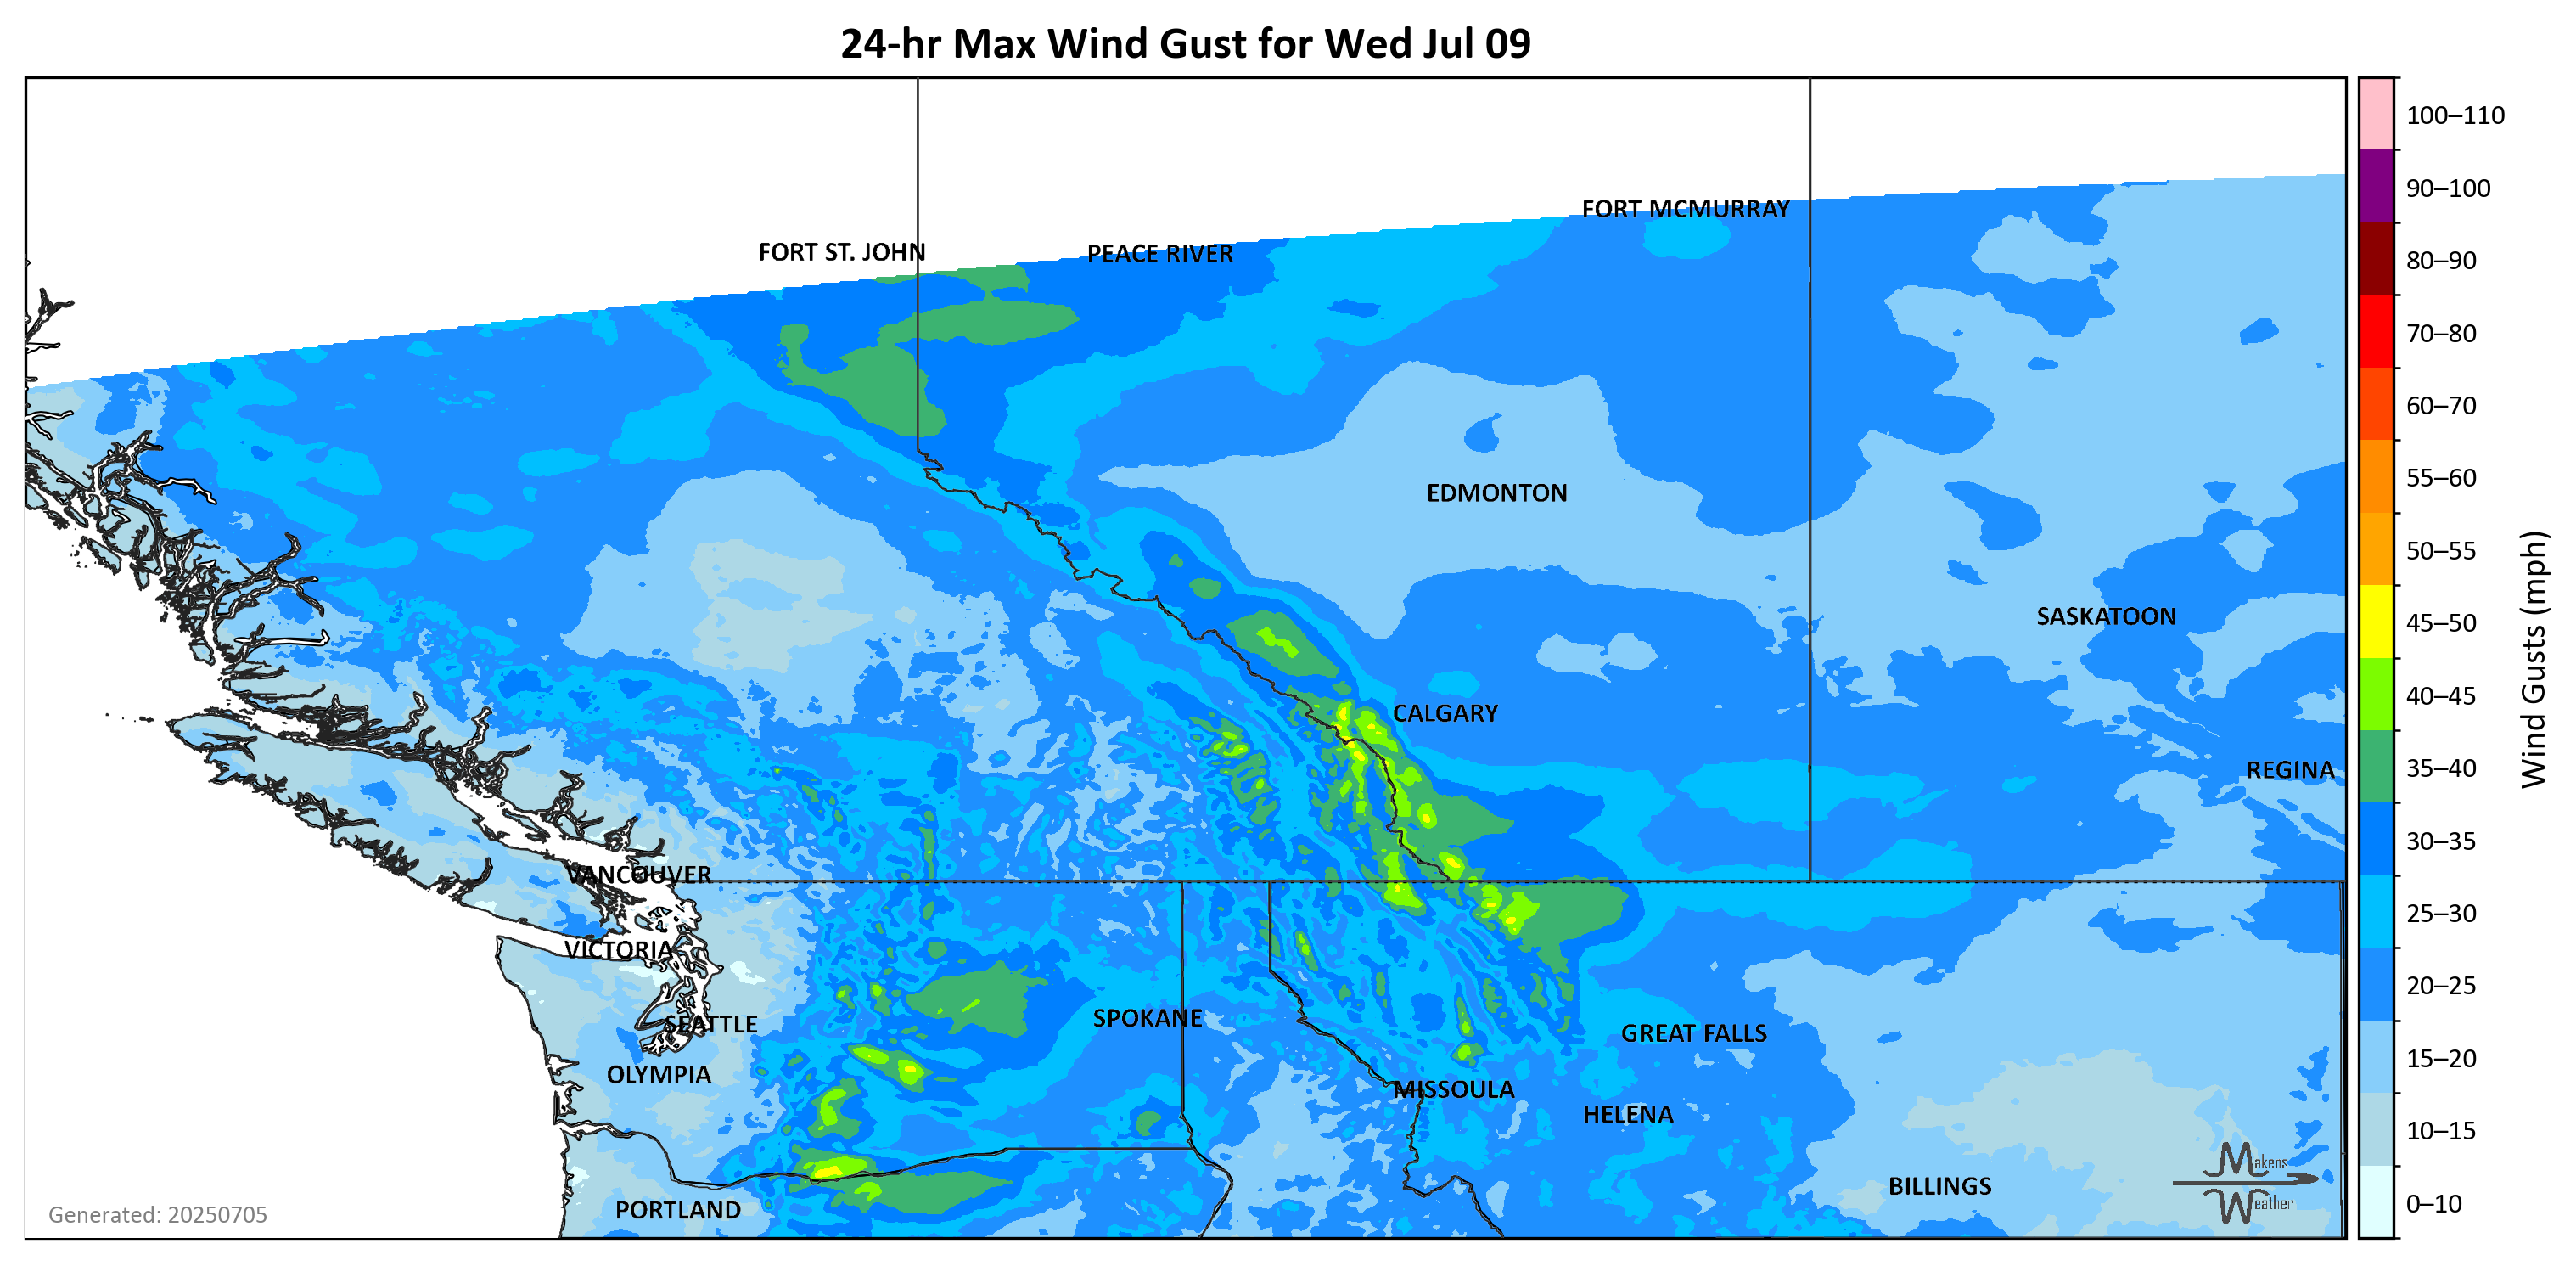 24-hr Max Wind Gust for Wed Jul 09
100–110
90–100
80–90
70–80
60–70
55–60
50–55
45–50
40–45
35–40
30–35
25–30
20–25
15–20
10–15
0–10
Wind Gusts (mph)
FORT MCMURRAY
FORT ST. JOHN
PEACE RIVER
EDMONTON
SASKATOON
CALGARY
REGINA
VANCOUVER
VICTORIA
SPOKANE
SEATTLE
GREAT FALLS
OLYMPIA
MISSOULA
HELENA
BILLINGS
PORTLAND
Makens
Weather
Generated: 20250705